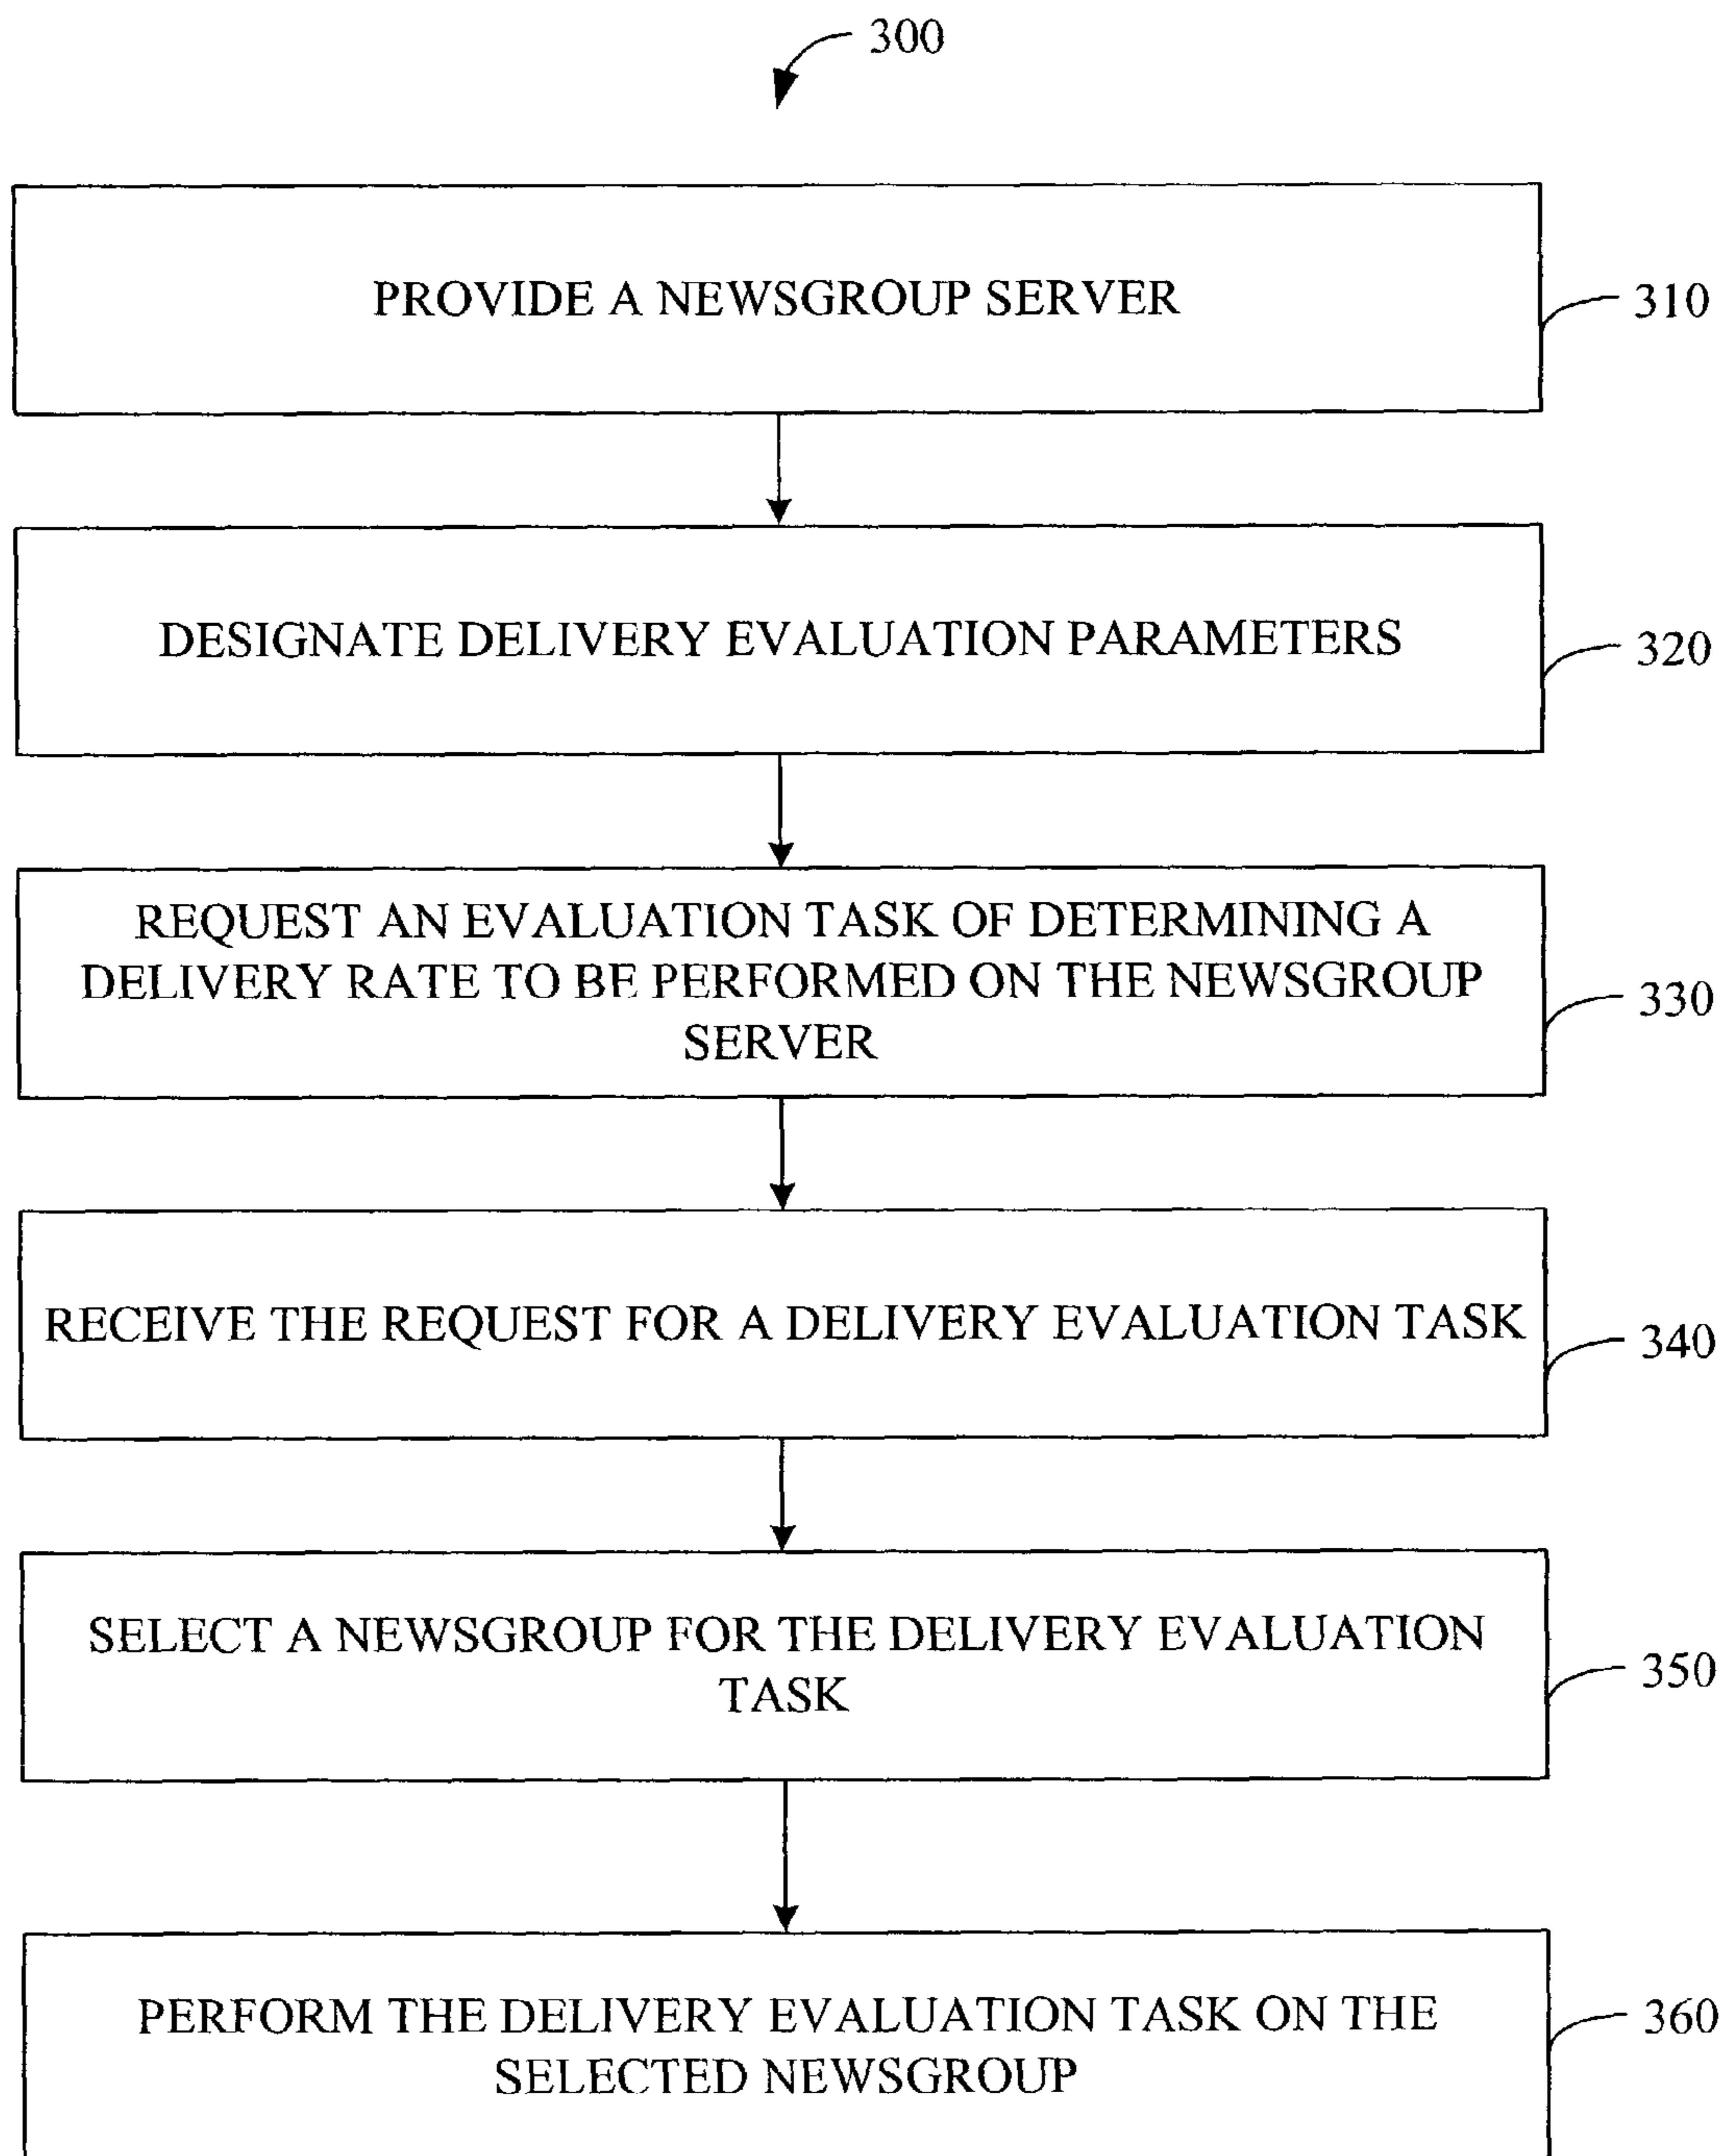 300
PROVIDE A NEWSGROUP SERVER
310
DESIGNATE DELIVERY EVALUATION PARAMETERS
320
REQUEST AN EVALUATION TASK OF DETERMINING A
DELIVERY RATE TO BE PERFORMED ON THE NEWSGROUP
SERVER
330
RECEIVE THE REQUEST FOR A DELIVERY EVALUATION TASK
340
SELECT A NEWSGROUP FOR THE DELIVERY EVALUATION
TASK
350
PERFORM THE DELIVERY EVALUATION TASK ON THE
SELECTED NEWSGROUP
360